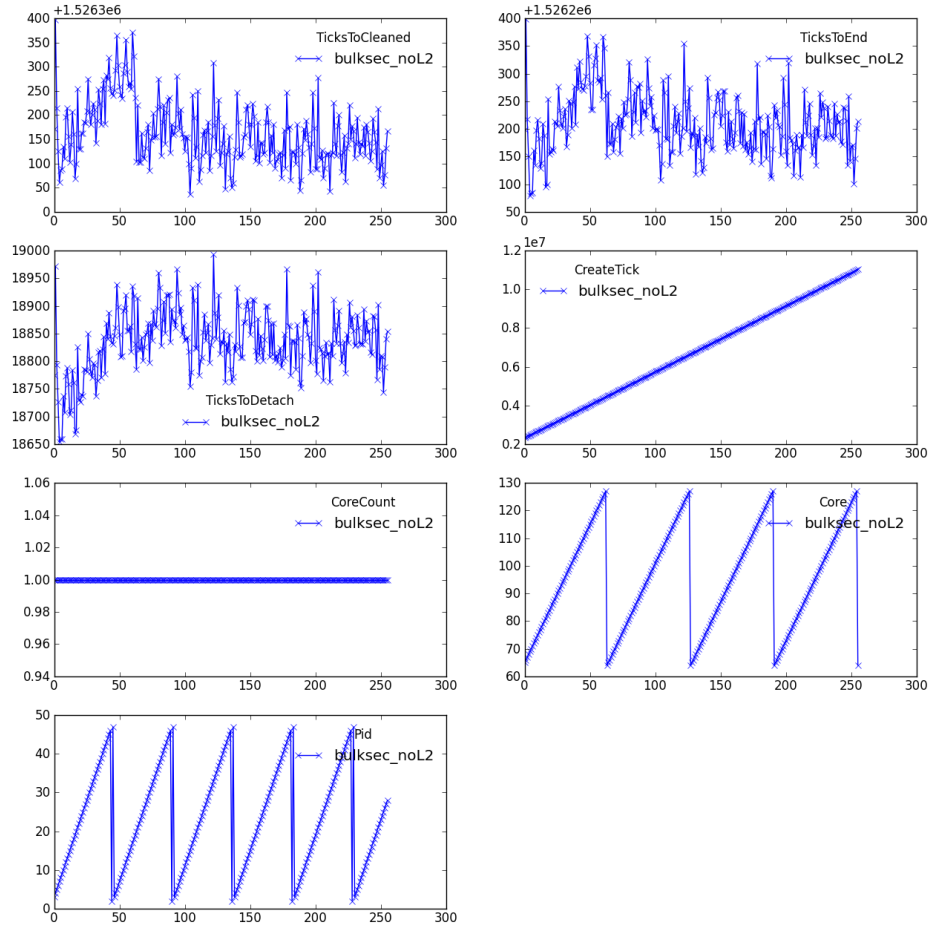 +1.5263e6
400
350
300
250
200
150
100
50
0
0 50 100 150 200 250 300
TicksToCleaned
bulksec_noL2
+1.5262e6
400
350
300
250
200
150
100
50
0 50 100 150 200 250 300
TicksToEnd
bulksec_noL2
19000
18950
18900
18850
18800
18750
18700
18650
0 50 100 150 200 250 300
TicksToDetach
bulksec_noL2
1e7
1.2
1.0
0.8
0.6
0.4
0.2
0 50 100 150 200 250 300
CreateTick
bulksec_noL2
1.06
1.04
1.02
1.00
0.98
0.96
0.94
0 50 100 150 200 250 300
CoreCount
bulksec_noL2
130
120
110
100
90
80
70
60
0 50 100 150 200 250 300
Core
bulksec_noL2
50
40
30
20
10
0
0 50 100 150 200 250 300
Pid
bulksec_noL2